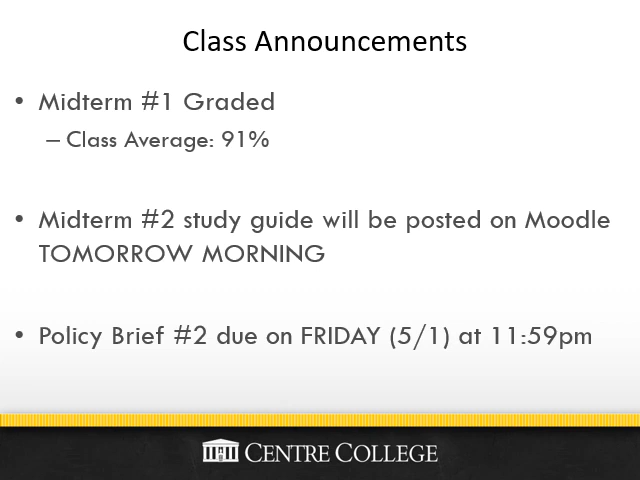 Class Announcements
• Midterm #1 Graded
– Class Average: 91%
• Midterm #2 study guide will be posted on Moodle
TOMORROW MORNING
• Policy Brief #2 due on FRIDAY (5/1) at 11:59pm
CENTRE COLLEGE